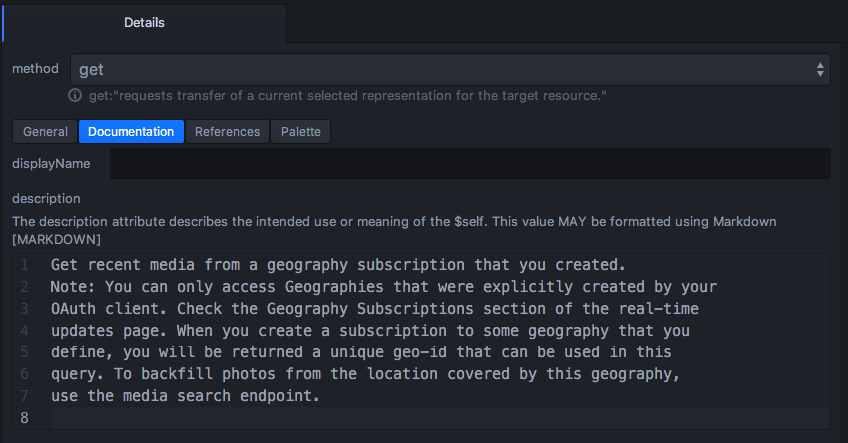 Details
method get
get:"requests transfer of a current selected representation for the target resource."
General Documentation References Palette
displayName
description
The description attribute describes the intended use or meaning of the $self. This value MAY be formatted using Markdown
[MARKDOWN]
1 Get recent media from a geography subscription that you created.
2 Note: You can only access Geographies that were explicitly created by your
3 OAuth client. Check the Geography Subscriptions section of the real-time
4 updates page. When you create a subscription to some geography that you
5 define, you will be returned a unique geo-id that can be used in this
6 query. To backfill photos from the location covered by this geography,
7 use the media search endpoint.
8